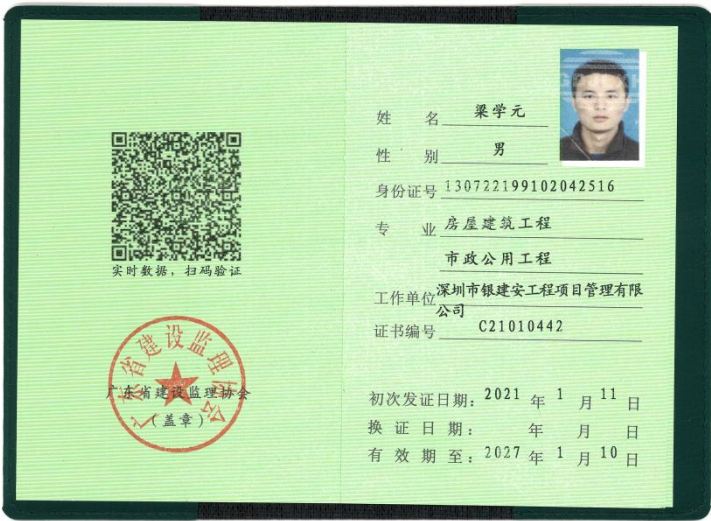 实时数据，扫码验证
广东省建设监理协会
广东省建设监理协会
（盖章）
姓 名 梁学元
性 别 男
身份证号 130722199102042516
专 业 房屋建筑工程
市政公用工程
工作单位 深圳市银建安工程项目管理有限
公司
证书编号 C21010442
初次发证日期：2021 年 1 月 11 日
换 证 日 期： 年 月 日
有 效 期 至：2027 年 1 月 10 日